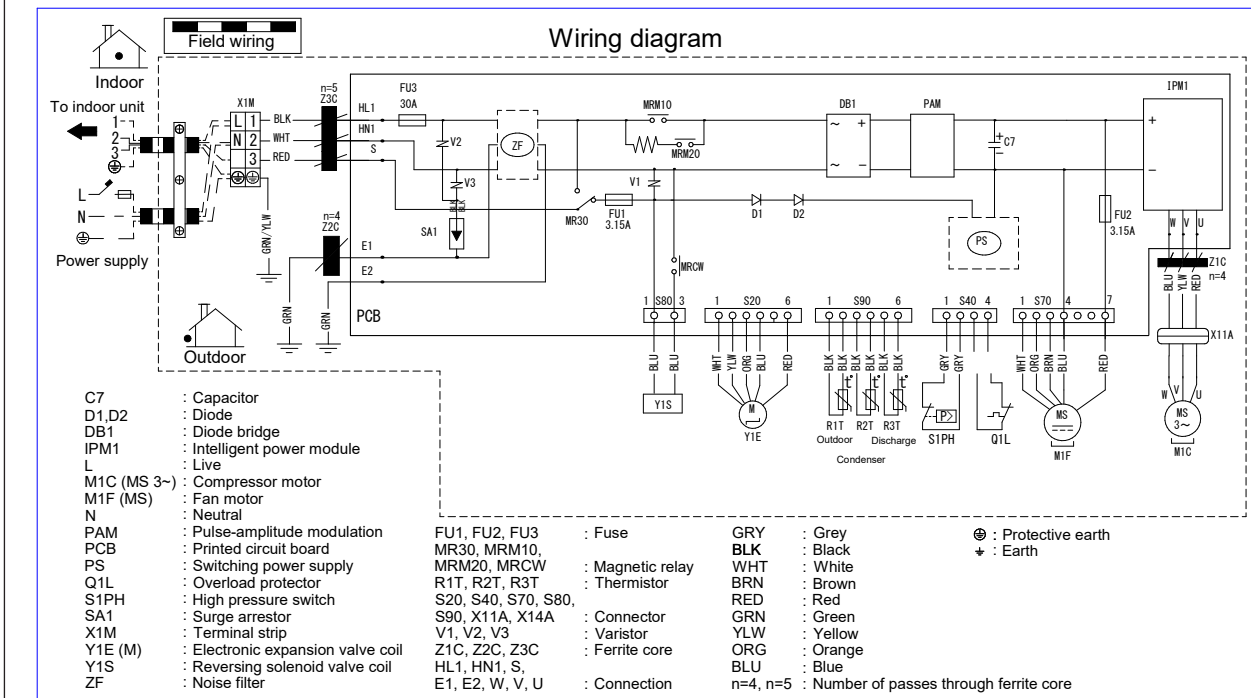 Wiring diagram
Field wiring
Indoor
To indoor unit
1
2
3
L
N
Power supply
X1M
L 1
N 2
3
BLK
WHT
RED
GRN/YLW
n=5
Z3C
HL1
HN1
S
FU3
30A
V2
V3
BLK
BLK
SA1
ZF
n=4
Z2C
E1
E2
GRN
GRN
PCB
Outdoor
MRM10
MRM20
MR30
FU1
3.15A
V1
MRCW
D1
D2
DB1
~ +
~ −
PAM
+
−
C7
PS
FU2
3.15A
IPM1
+
−
W V U
Z1C
n=4
BLU
YLW
RED
X11A
W V U
MS
3~
M1C
1 S80 3
BLU
BLU
Y1S
1 S20 6
WHT
YLW
ORG
BLU
RED
M
Y1E
1 S90 6
BLK
BLK
BLK
BLK
BLK
BLK
t°
t°
t°
R1T R2T R3T
Outdoor
Discharge
Condenser
1 S40 4
GRY
GRY
P>
S1PH
Q1L
1 S70 4 7
WHT
ORG
BRN
BLU
RED
MS
M1F
C7 : Capacitor
D1,D2 : Diode
DB1 : Diode bridge
IPM1 : Intelligent power module
L : Live
M1C (MS 3~) : Compressor motor
M1F (MS) : Fan motor
N : Neutral
PAM : Pulse-amplitude modulation
PCB : Printed circuit board
PS : Switching power supply
Q1L : Overload protector
S1PH : High pressure switch
SA1 : Surge arrestor
X1M : Terminal strip
Y1E (M) : Electronic expansion valve coil
Y1S : Reversing solenoid valve coil
ZF : Noise filter
FU1, FU2, FU3 : Fuse
MR30, MRM10,
MRM20, MRCW : Magnetic relay
R1T, R2T, R3T : Thermistor
S20, S40, S70, S80,
S90, X11A, X14A : Connector
V1, V2, V3 : Varistor
Z1C, Z2C, Z3C : Ferrite core
HL1, HN1, S,
E1, E2, W, V, U : Connection
GRY : Grey
BLK : Black
WHT : White
BRN : Brown
RED : Red
GRN : Green
YLW : Yellow
ORG : Orange
BLU : Blue
n=4, n=5 : Number of passes through ferrite core
: Protective earth
: Earth